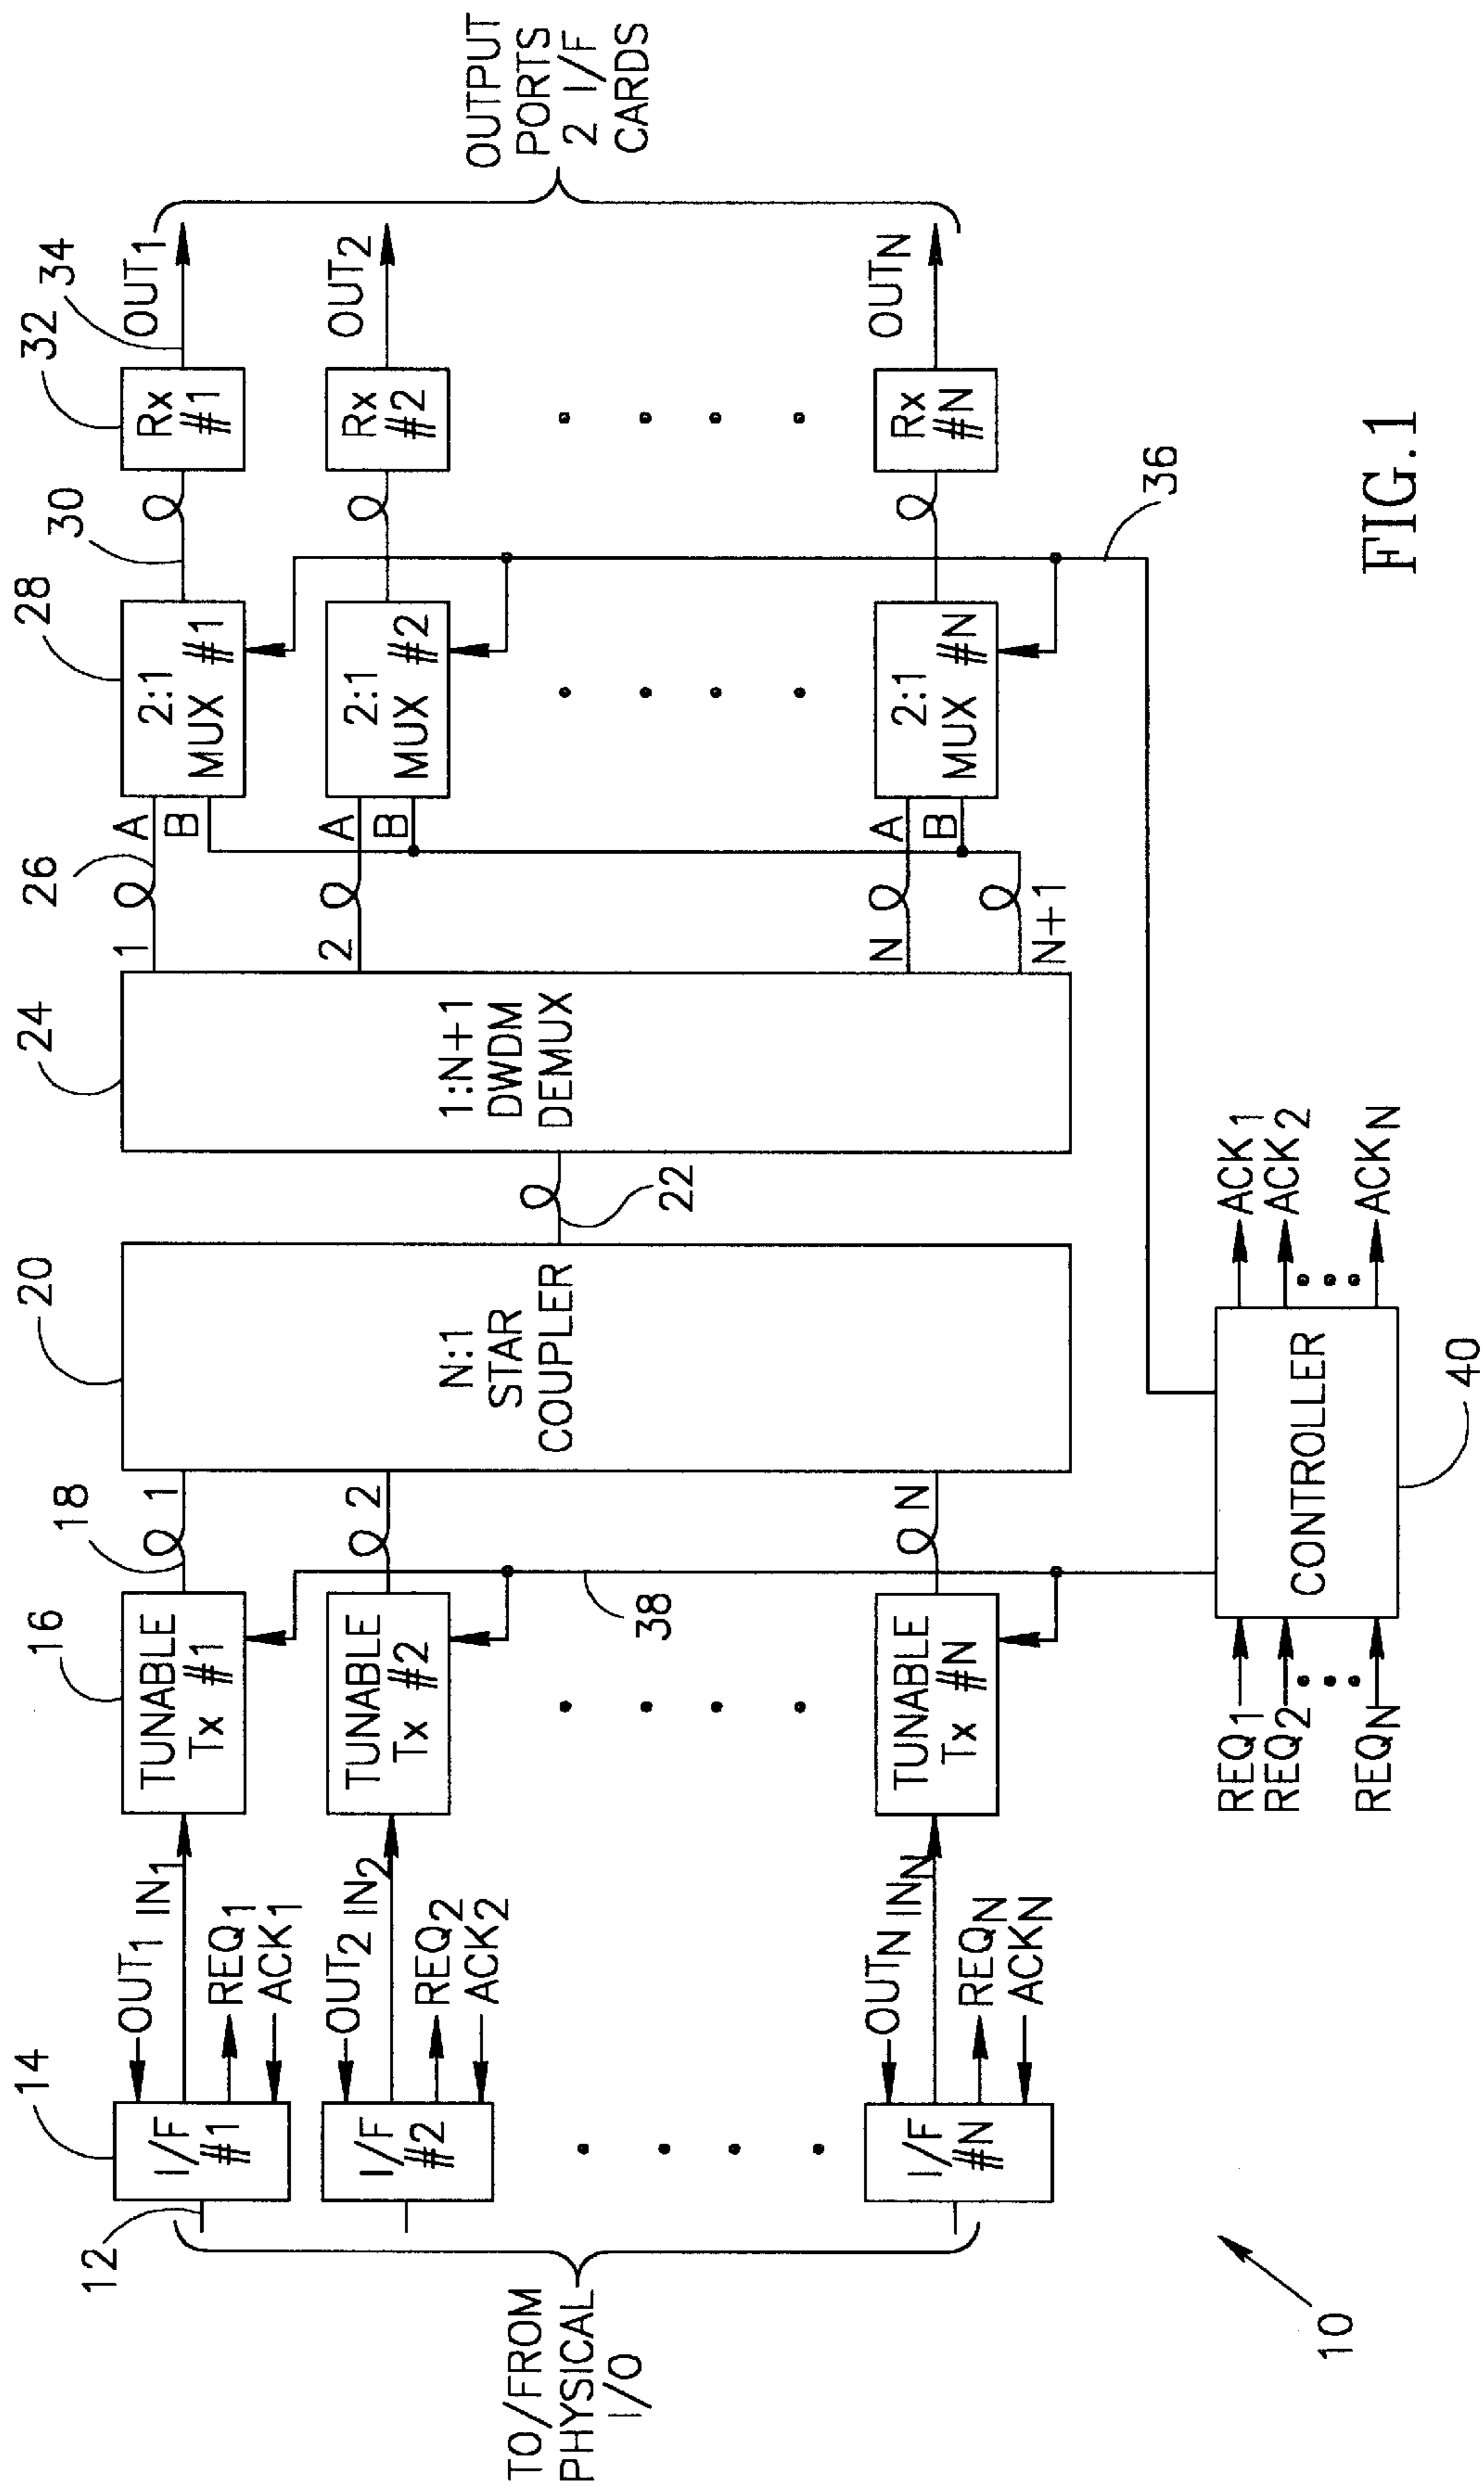 12
14
16
18
20
22
24
26
28
30
32
34
TO/FROM
PHYSICAL
I/O
I/F
#1
OUT1
IN1
REQ1
ACK1
TUNABLE
Tx #1
1
I/F
#2
OUT2
IN2
REQ2
ACK2
TUNABLE
Tx #2
2
I/F
#N
OUTN
INN
REQN
ACKN
TUNABLE
Tx #N
N
38
N:1
STAR
COUPLER
1:N+1
DWDM
DEMUX
1
A
B
2:1
MUX #1
Rx
#1
OUT1
2
A
B
2:1
MUX #2
Rx
#2
OUT2
N
A
B
N+1
2:1
MUX #N
Rx
#N
OUTN
OUTPUT
PORTS
2 I/F
CARDS
36
REQ1
REQ2
REQN
CONTROLLER
ACK1
ACK2
ACKN
40
10
FIG.1